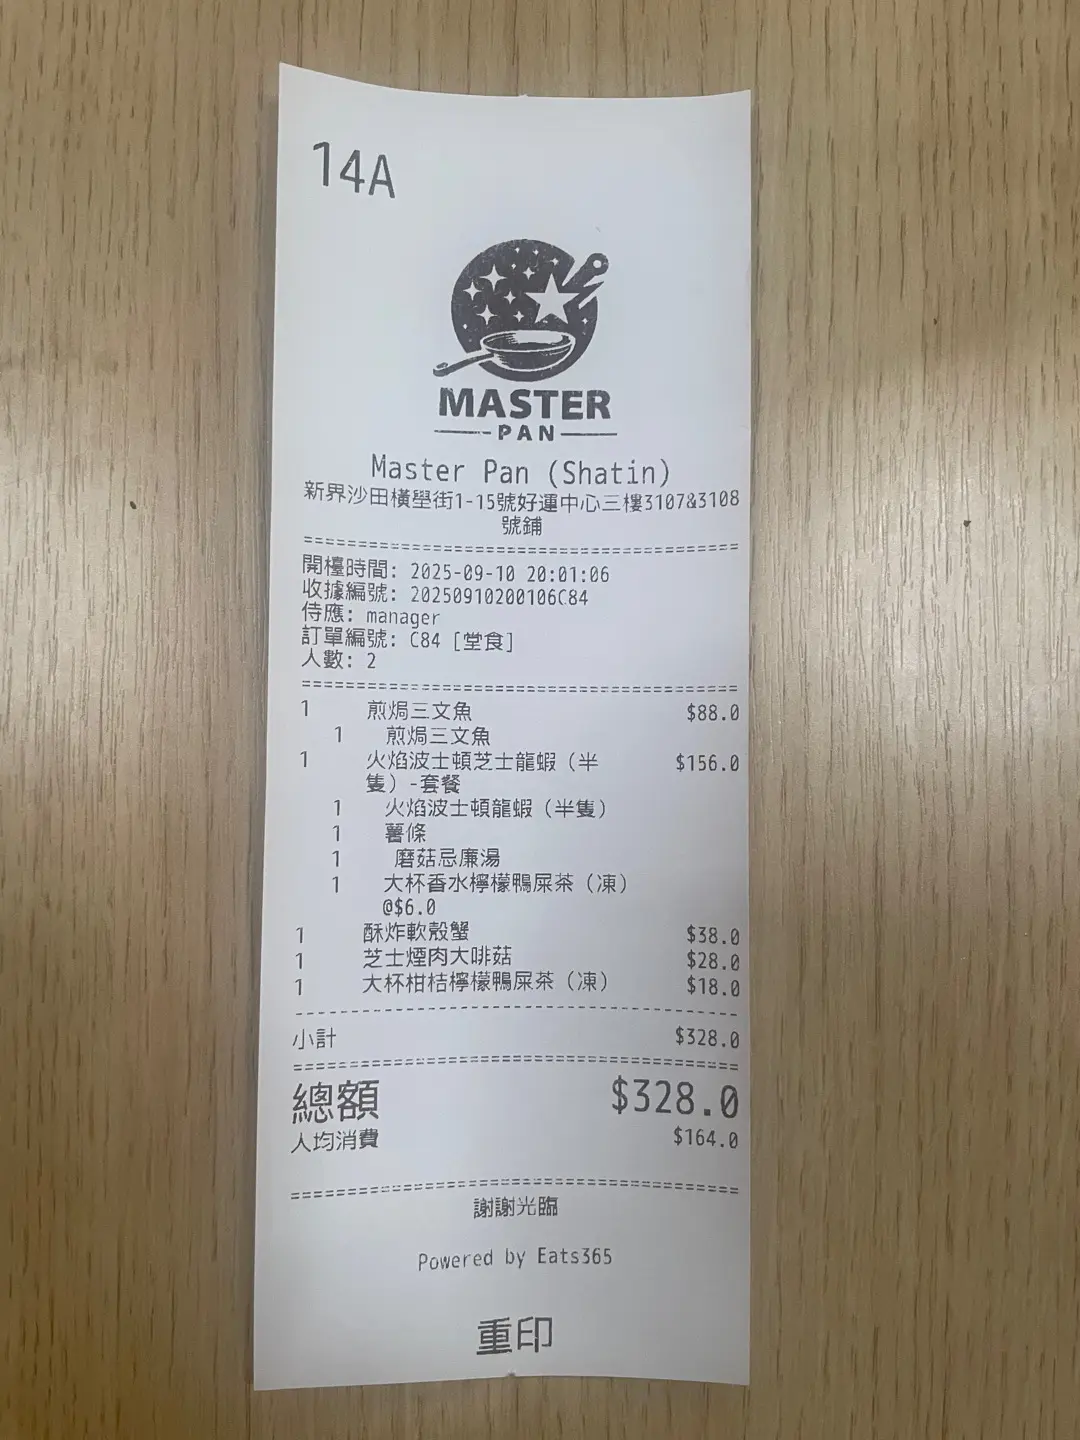 14A
MASTER
PAN
Master Pan (Shatin)
新界沙田橫壆街1-15號好運中心三樓3107&3108
號鋪
開檯時間: 2025-09-10 20:01:06
收據編號: 20250910200106C84
侍應: manager
訂單編號: C84 [堂食]
人數: 2
1 煎焗三文魚 $88.0
1 煎焗三文魚
1 火焰波士頓芝士龍蝦（半 $156.0
隻）-套餐
1 火焰波士頓龍蝦（半隻）
1 薯條
1 磨菇忌廉湯
1 大杯香水檸檬鴨屎茶（凍）
@$6.0
1 酥炸軟殼蟹 $38.0
1 芝士煙肉大啡菇 $28.0
1 大杯柑桔檸檬鴨屎茶（凍） $18.0
小計 $328.0
總額 $328.0
人均消費 $164.0
謝謝光臨
Powered by Eats365
重印